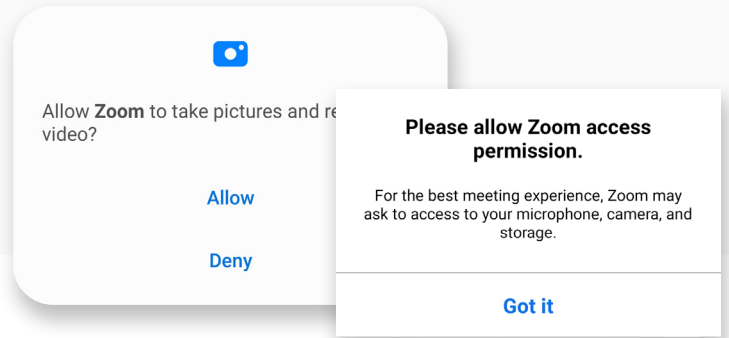 Allow Zoom to take pictures and
video?
Allow
Deny
Please allow Zoom access
permission.
For the best meeting experience, Zoom may
ask to access to your microphone, camera, and
storage.
Got it